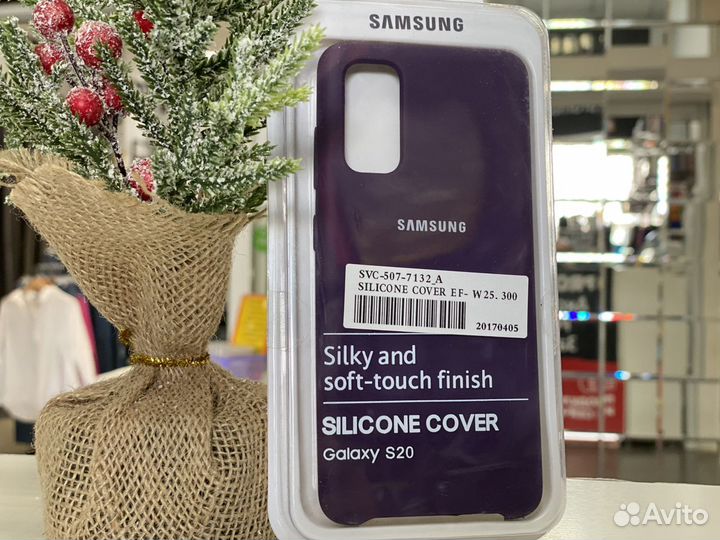 SAMSUNG
SAMSUNG
SVC-507-7132_A
SILICONE COVER EF- W25. 300
20170405
Silky and
soft-touch finish
SILICONE COVER
Galaxy S20
Avito